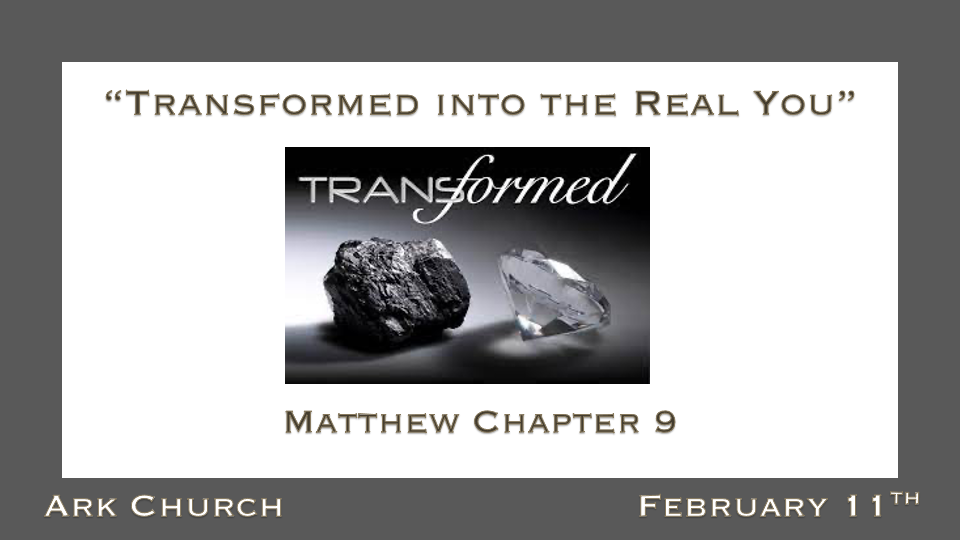 “Transformed into the Real You”
TRANSformed
Matthew Chapter 9
Ark Church
February 11th